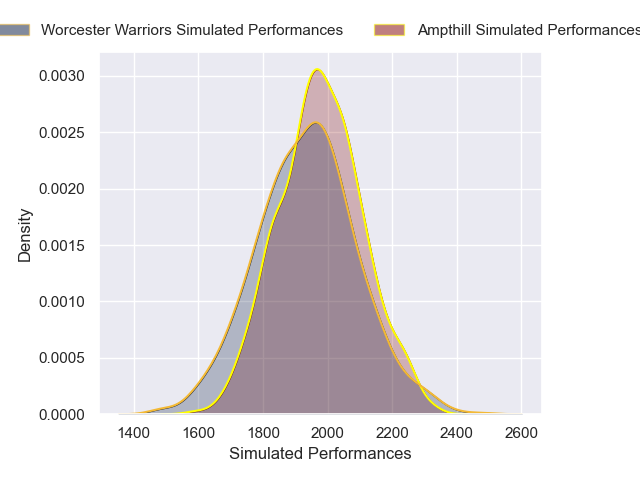 Worcester Warriors Simulated Performances Ampthill Simulated Performances
0.0030
0.0025
0.0020
0.0015
0.0010
0.0005
0.0000
Density
1400 1600 1800 2000 2200 2400 2600
Simulated Performances